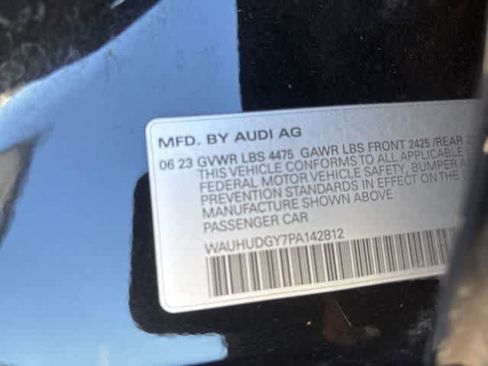 MFD. BY AUDI AG
06 23 GVWR LBS 4475 GAWR LBS FRONT 2425 /REAR
THIS VEHICLE CONFORMS TO ALL APPLICABLE
FEDERAL MOTOR VEHICLE SAFETY, BUMPER A
PREVENTION STANDARDS IN EFFECT ON THE
MANUFACTURE SHOWN ABOVE.
PASSENGER CAR
WAUHUDGY7PA142812